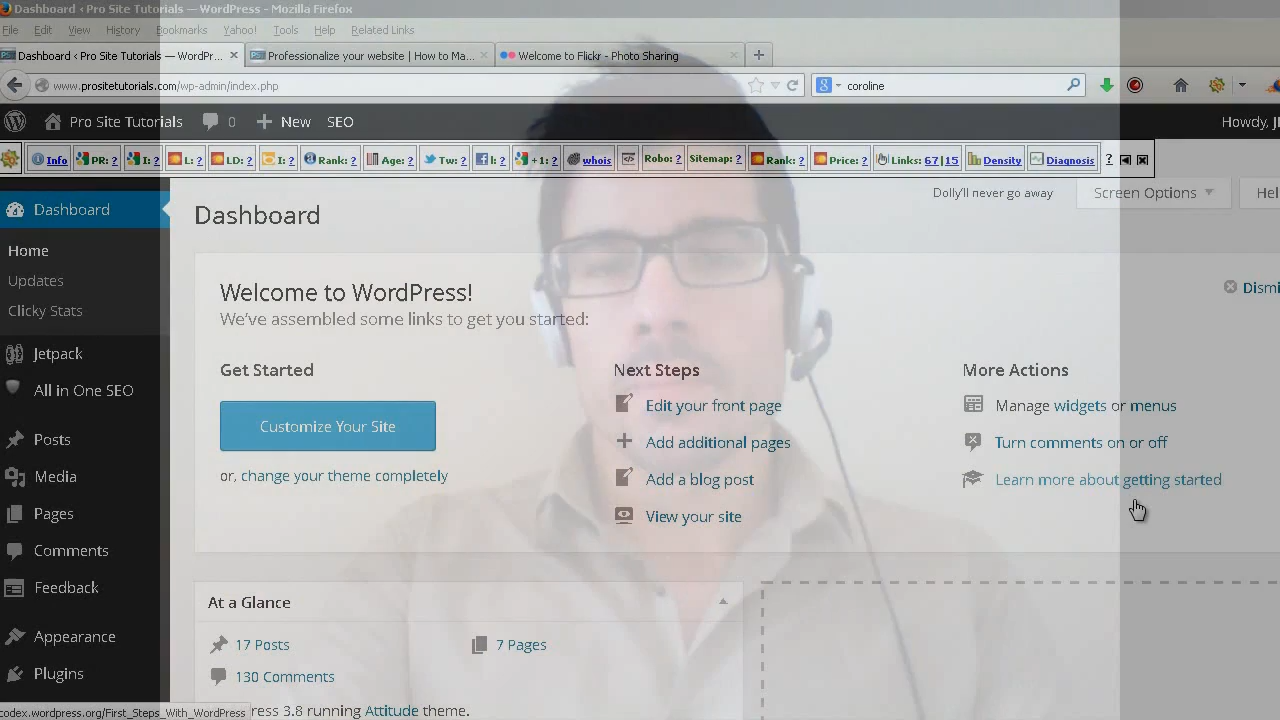 Dashboard ‹ Pro Site Tutorials — WordPress - Mozilla Firefox
File Edit View History Bookmarks Yahoo! Tools Help Related Links
Dashboard ‹ Pro Site Tutorials — WordPr... × Professionalize your website | How to Ma... × Welcome to Flickr - Photo Sharing × +
www.prositetutorials.com/wp-admin/index.php coroline
Pro Site Tutorials 0 New SEO Howdy,
Info PR: ? I: ? L: ? LD: ? I: ? Rank: ? Age: ? Tw: ? I: ? +1: ? whois Robo: ? Sitemap: ? Rank: ? Price: ? Links: 67|15 Density Diagnosis ?
Dolly'll never go away Screen Options Hel
Dashboard
Dashboard
Home
Updates
Clicky Stats
Jetpack
All in One SEO
Posts
Media
Pages
Comments
Feedback
Appearance
Plugins
Welcome to WordPress!
Dismi
We've assembled some links to get you started:
Get Started
Customize Your Site
or, change your theme completely
Next Steps
Edit your front page
Add additional pages
Add a blog post
View your site
More Actions
Manage widgets or menus
Turn comments on or off
Learn more about getting started
At a Glance
17 Posts 7 Pages
130 Comments
ress 3.8 running Attitude theme.
codex.wordpress.org/First_Steps_With_WordPress